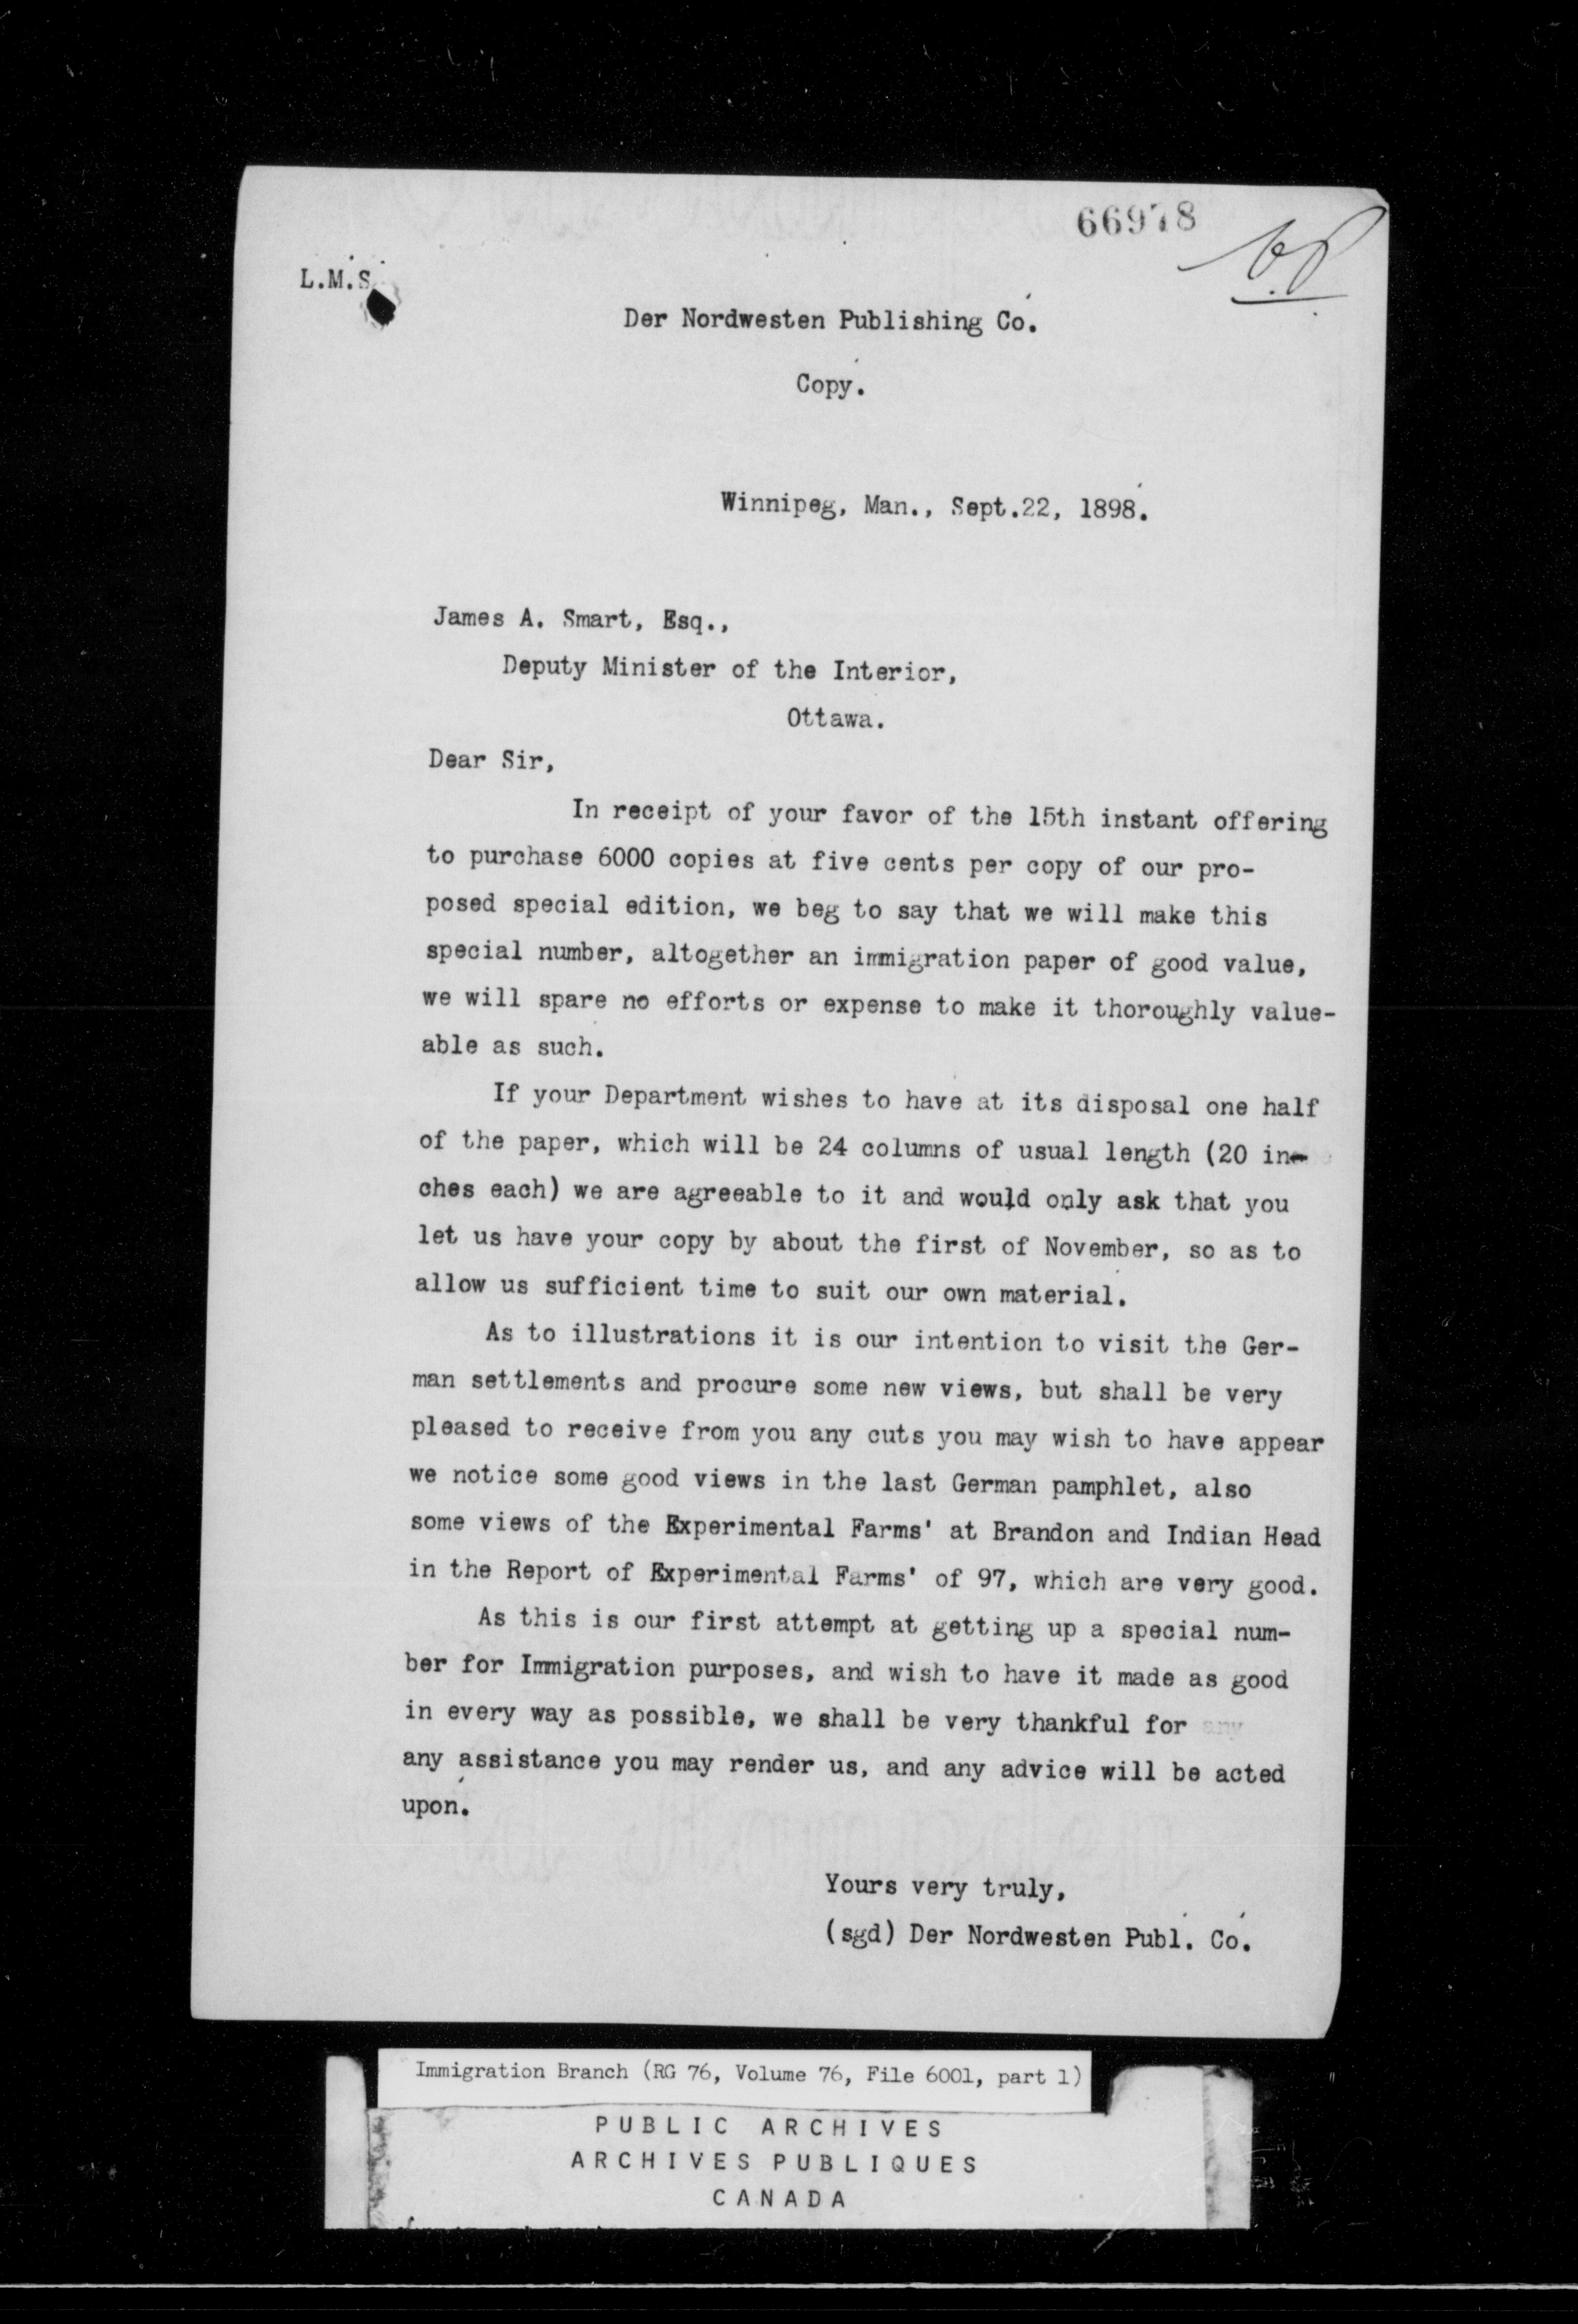 66978
L.M.S.
Der Nordwesten Publishing Co.
Copy.
Winnipeg, Man., Sept.22, 1898.
James A. Smart, Esq.,
Deputy Minister of the Interior,
Ottawa.
Dear Sir,
In receipt of your favor of the 15th instant offering
to purchase 6000 copies at five cents per copy of our pro-
posed special edition, we beg to say that we will make this
special number, altogether an immigration paper of good value,
we will spare no efforts or expense to make it thoroughly value-
able as such.
If your Department wishes to have at its disposal one half
of the paper, which will be 24 columns of usual length (20 in-
ches each) we are agreeable to it and would only ask that you
let us have your copy by about the first of November, so as to
allow us sufficient time to suit our own material.
As to illustrations it is our intention to visit the Ger-
man settlements and procure some new views, but shall be very
pleased to receive from you any cuts you may wish to have appear
we notice some good views in the last German pamphlet, also
some views of the Experimental Farms' at Brandon and Indian Head
in the Report of Experimental Farms' of 97, which are very good.
As this is our first attempt at getting up a special num-
ber for Immigration purposes, and wish to have it made as good
in every way as possible, we shall be very thankful for any
any assistance you may render us, and any advice will be acted
upon.
Yours very truly,
(sgd) Der Nordwesten Publ. Co.
Immigration Branch (RG 76, Volume 76, File 6001, part 1)
PUBLIC ARCHIVES
ARCHIVES PUBLIQUES
CANADA